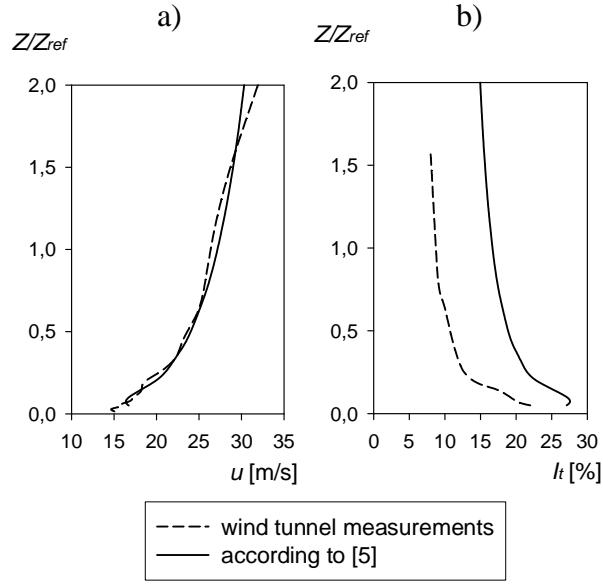 a) b)
Z/Zref Z/Zref
2,0 2,0
1,5 1,5
1,0 1,0
0,5 0,5
0,0 0,0
10 15 20 25 30 35 0 5 10 15 20 25 30
u [m/s] It [%]
wind tunnel measurements
according to [5]